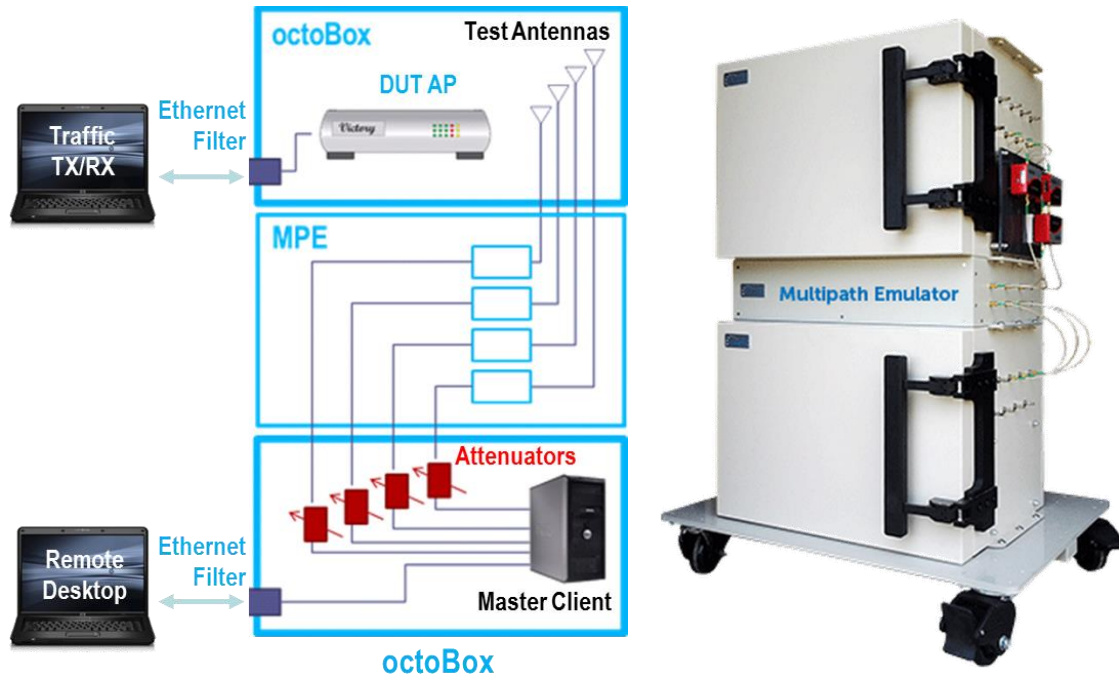 octoBox
Test Antennas
DUT AP
Victory
Ethernet
Filter
Traffic
TX/RX
MPE
Multipath Emulator
Attenuators
Ethernet
Filter
Remote
Desktop
Master Client
octoBox